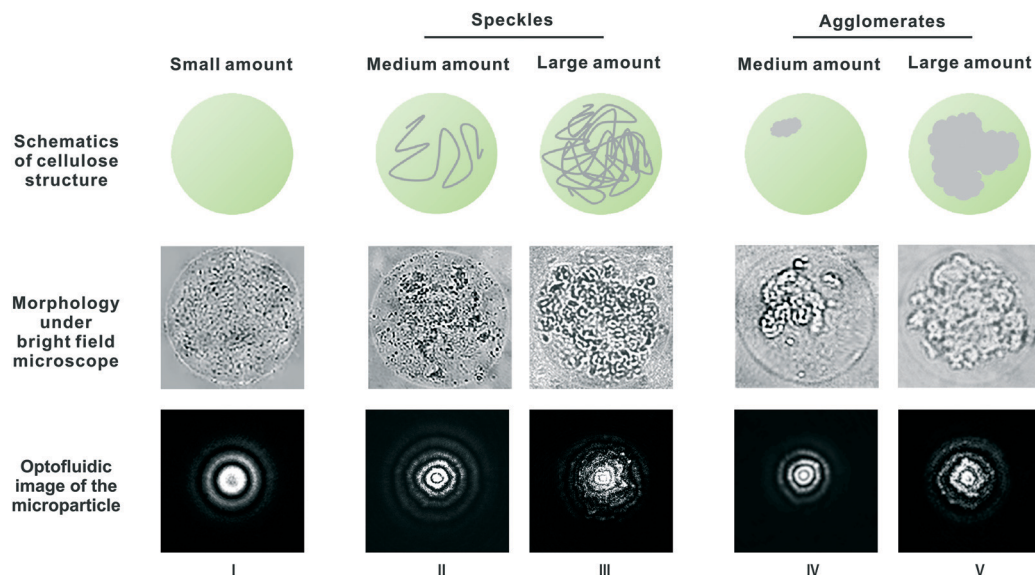 Speckles
Agglomerates
Small amount
Medium amount
Large amount
Medium amount
Large amount
Schematics
of cellulose
structure
Morphology
under
bright field
microscope
Optofluidic
image of the
microparticle
I
II
III
IV
V